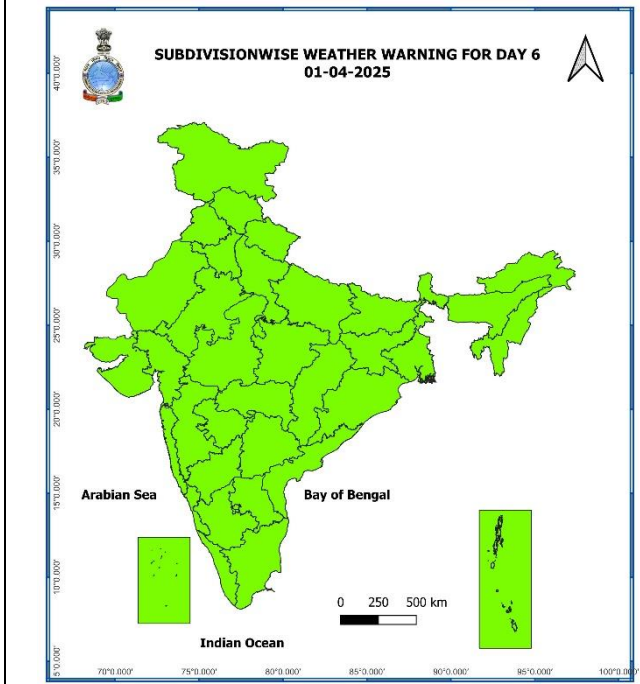 SUBDIVISIONWISE WEATHER WARNING FOR DAY 6
01-04-2025
40°0.000'
35°0.000'
30°0.000'
25°0.000'
20°0.000'
15°0.000'
10°0.000'
5°0.000'
Arabian Sea
Bay of Bengal
0 250 500 km
Indian Ocean
70°0.000' 75°0.000' 80°0.000' 85°0.000' 90°0.000' 95°0.000' 100°0.000'